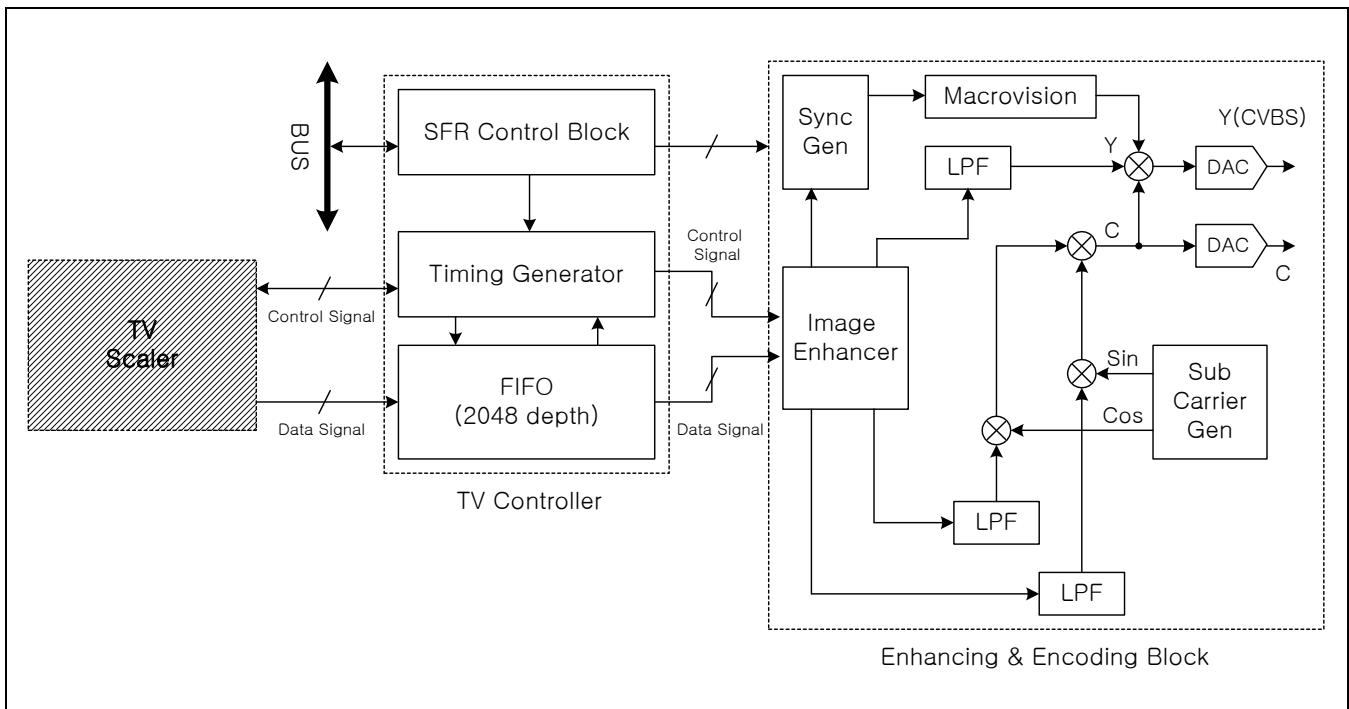 BUS
SFR Control Block
Timing Generator
FIFO
(2048 depth)
TV Controller
TV
Scaler
Control Signal
Data Signal
Control
Signal
Data Signal
Sync
Gen
Macrovision
LPF
Y
Y(CVBS)
DAC
C
DAC
C
Image
Enhancer
Sin
Cos
Sub
Carrier
Gen
LPF
LPF
Enhancing & Encoding Block